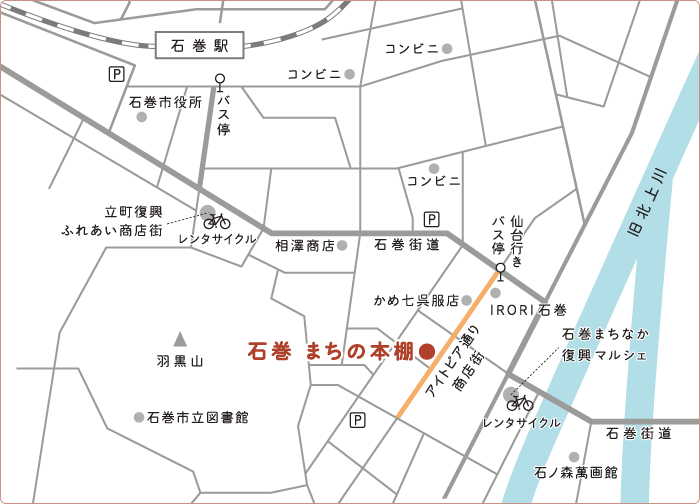 石巻駅
コンビニ
コンビニ
P
石巻市役所
バス停
コンビニ
旧北上川
立町復興
ふれあい商店街
レンタサイクル
P
相澤商店
石巻街道
仙台行き
バス停
かめ七呉服店
IRORI石巻
石巻 まちの本棚
アイトピア通り
商店街
石巻まちなか
復興マルシェ
羽黒山
レンタサイクル
石巻市立図書館
P
石巻街道
石ノ森萬画館